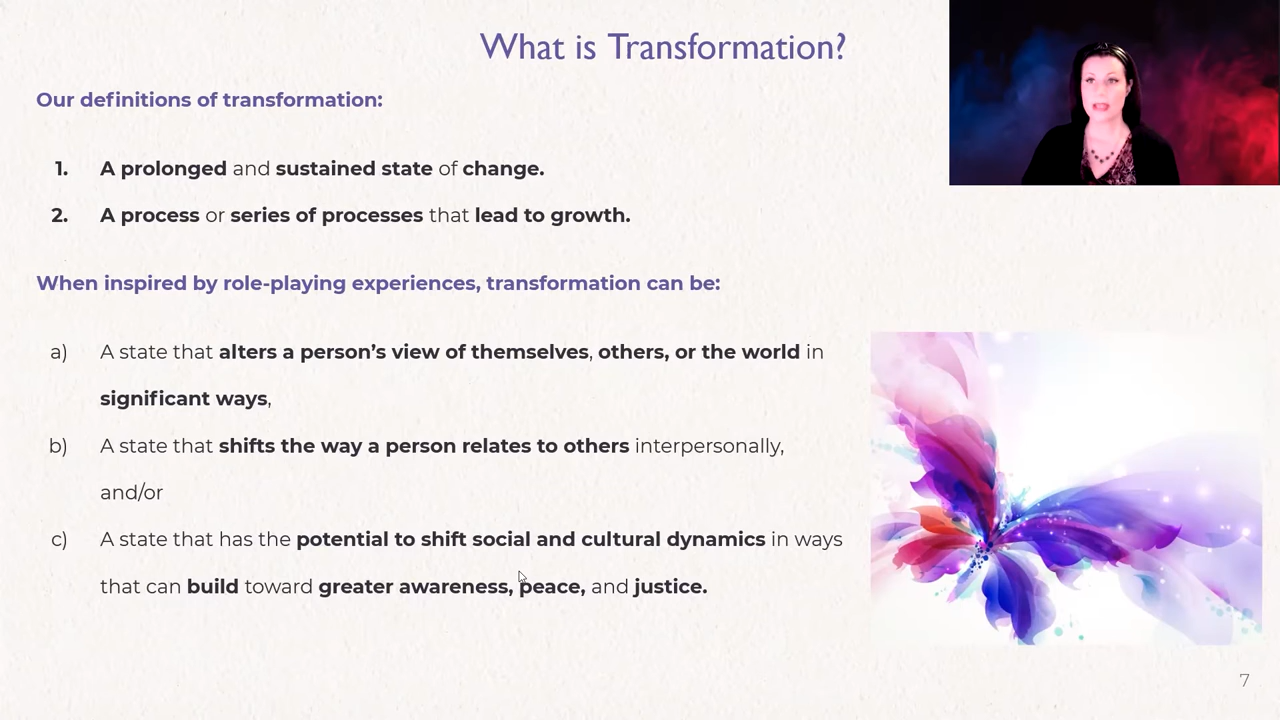 What is Transformation?
Our definitions of transformation:
1. A prolonged and sustained state of change.
2. A process or series of processes that lead to growth.
When inspired by role-playing experiences, transformation can be:
a) A state that alters a person’s view of themselves, others, or the world in
significant ways,
b) A state that shifts the way a person relates to others interpersonally,
and/or
c) A state that has the potential to shift social and cultural dynamics in ways
that can build toward greater awareness, peace, and justice.
7